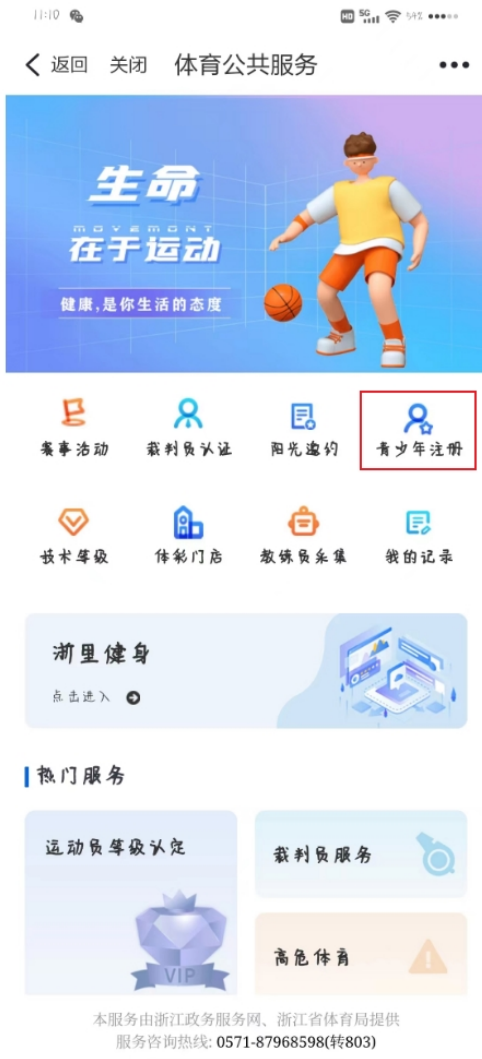 11:10
HD 5G 54%
返回 关闭 体育公共服务
生命
MOVEMONT
在于运动
健康,是你生活的态度
赛事活动 裁判员认证 阳光邀约 青少年注册
技术等级 体彩门店 教练员采集 我的记录
浙里健身
点击进入
热门服务
运动员等级认定
裁判员服务
VIP
高危体育
本服务由浙江政务服务网、浙江省体育局提供
服务咨询热线: 0571-87968598(转803)